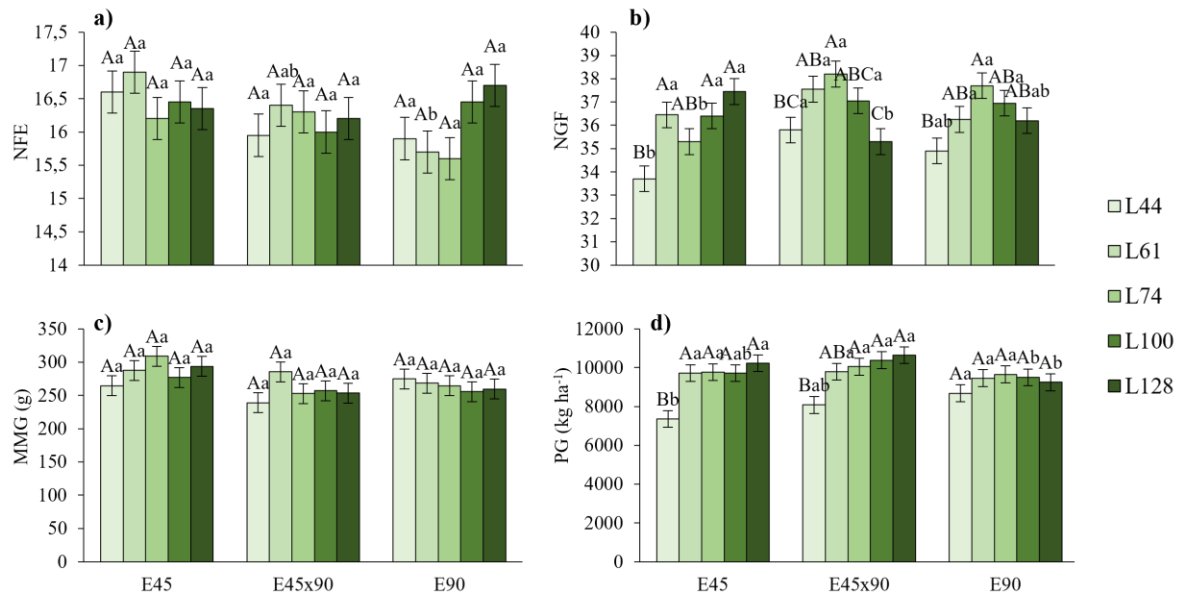 a)
17,5
17
16,5
16
15,5
15
14,5
14
NFE
Aa Aa Aa Aa Aa
Aa Aab Aa Aa Aa
Aa Ab Aa Aa Aa
b)
40
39
38
37
36
35
34
33
32
31
30
NGF
Bb Aa ABb Aa Aa
BCa ABa Aa ABCa Cb
Bab ABa Aa ABa ABab
L44
L61
L74
L100
L128
c)
350
300
250
200
150
100
50
0
MMG (g)
Aa Aa Aa Aa Aa
Aa Aa Aa Aa Aa
Aa Aa Aa Aa Aa
E45 E45x90 E90
d)
12000
10000
8000
6000
4000
2000
0
PG (kg ha⁻¹)
Bb Aa Aa Aab Aa
Bab ABa Aa Aa Aa
Aa Aa Aa Ab Ab
E45 E45x90 E90